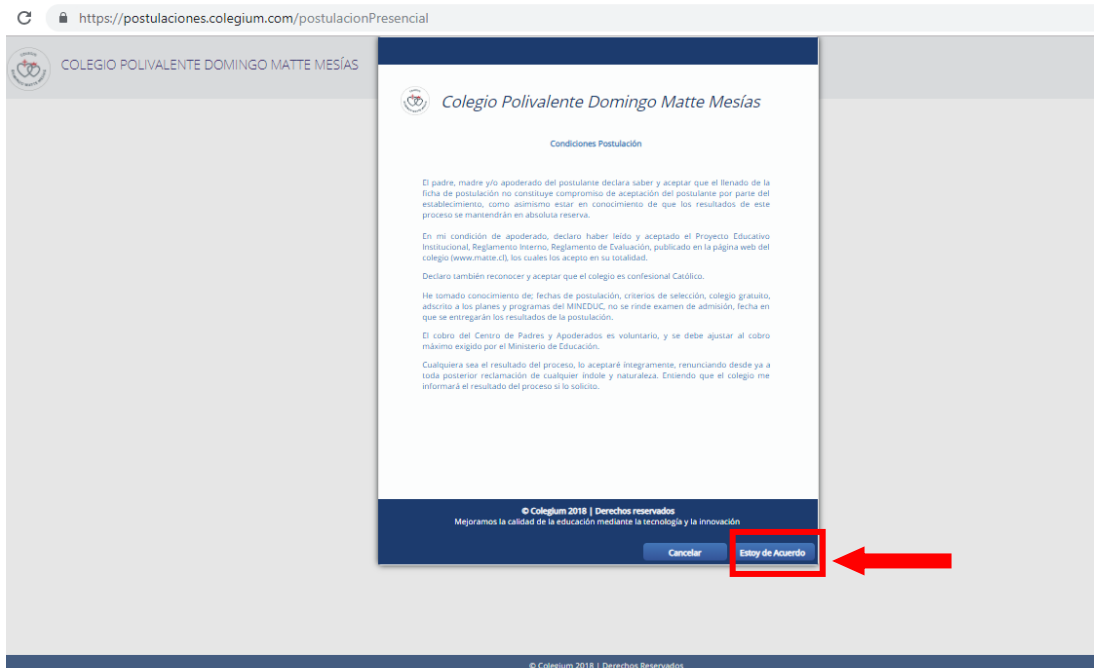 https://postulaciones.colegium.com/postulacionPresencial
COLEGIO POLIVALENTE DOMINGO MATTE MESÍAS
Colegio Polivalente Domingo Matte Mesías
Condiciones Postulación
El padre, madre y/o apoderado del postulante declara saber y aceptar que el llenado de la
ficha de postulación no constituye compromiso de aceptación del postulante por parte del
establecimiento, como asimismo estar en conocimiento de que los resultados de este
proceso se mantendrán en absoluta reserva.
En mi condición de apoderado, declaro haber leído y aceptado el Proyecto Educativo
Institucional, Reglamento Interno, Reglamento de Evaluación, publicado en la página web del
colegio (www.matte.cl), los cuales los acepto en su totalidad.
Declaro también reconocer y aceptar que el colegio es confesional Católico.
He tomado conocimiento de; fechas de postulación, criterios de selección, colegio gratuito,
adscrito a los planes y programas del MINEDUC, no se rinde examen de admisión, fecha en
que se entregarán los resultados de la postulación.
El cobro del Centro de Padres y Apoderados es voluntario, y se debe ajustar al cobro
máximo exigido por el Ministerio de Educación.
Cualquiera sea el resultado del proceso, lo aceptaré íntegramente, renunciando desde ya a
toda posterior reclamación de cualquier índole y naturaleza. Entiendo que el colegio me
informará el resultado del proceso si lo solicito.
© Colegium 2018 | Derechos reservados
Mejoramos la calidad de la educación mediante la tecnología y la innovación
Cancelar
Estoy de Acuerdo
© Colegium 2018 | Derechos Reservados